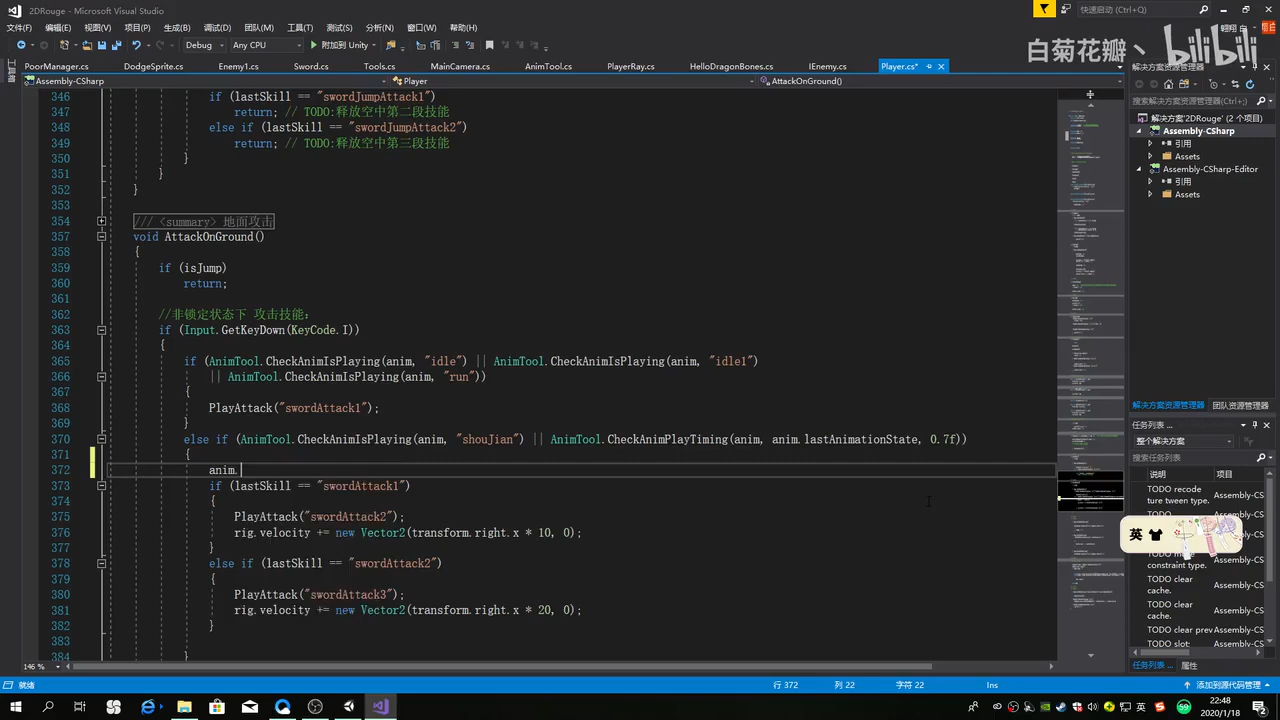 2DRouge - Microsoft Visual Studio
快速启动 (Ctrl+Q)
文件(F) 编辑(E) 视图(V) 项目(P) 生成(B) 调试(D) 团队(M) 工具(T) 测试(S) 分析(N) 窗口(W) 帮助(H)
Debug Any CPU 附加到
白菊花瓣丶 bilibili
PoorManager.cs DodgeSprite.cs Enemy1.cs Sword.cs MainCamera.cs AnimTool.cs PlayerRay.cs HelloDragonBones.cs IEnemy.cs Player.cs*
解决方案资源管理器
Assembly-CSharp Player AttackOnGround()
搜索解决方案资源管理器(Ctrl+;)
346 if (lastSkill == "swordJumpAttack1")
347 return; // TODO:释放空中第二段技能
348 else if (lastSkill == "swordJumpAttack2")
349 return; // TODO:释放空中第三段技能
350
351 }
352 }
353
354 /// <summary> 地面攻击
357 void AttackOnGround()
358 {
359 if (isJump)
360 return;
361
362 //非锁定状态下 攻击技能:
363 if (Input.GetKeyDown(KeyCode.I))
364 {
365 if (AnimTool.CheckAnimIsPlaying(anim, "idle") || AnimTool.CheckAnimIsPlaying(anim, "idle1")
366 AnimTool.CheckAnimIsPlaying(anim, "run"))
367
368 PlayAttack("swordAttack1");
369
370 else if (AnimTool.CheckAnimIsPlaying(anim, "shouJian") || AnimTool.CheckAnimPlayTiming(anim, anim.lastAnimationState, 0.7f))
371
372 anim.
373 if (lastSkill == "swordAttack1")
374
375 PlayAttack("swordAttack2");
376 rig.velocity += new Vector2(transform.right.x * 10, 0);
377
378 else if (lastSkill == "swordAttack2")
379
380 PlayAttack("swordAttack3");
381 rig.velocity += new Vector2(transform.right.x * 20, 0);
382
383
384 }
解决方案"2DRouge"
Assembly-CSharp
引用
Assets
Assembly-CSharp
引用
Assets
解决方案资源管理器 团队资
任务列表...
整个解决方案
搜索任务列表
说明 项目
TODO recode Assembly-CS
ture tween type.
英
constraint type.
TODO clear Assembly-CS
cache.
TODO clear Assembly-CS
cache.
TODO clear prev Assembly-CS
146 %
任务列表... 属性
就绪 行 372 列 22 字符 22 Ins 添加到源代码管理
英 22:48
2020/7/18